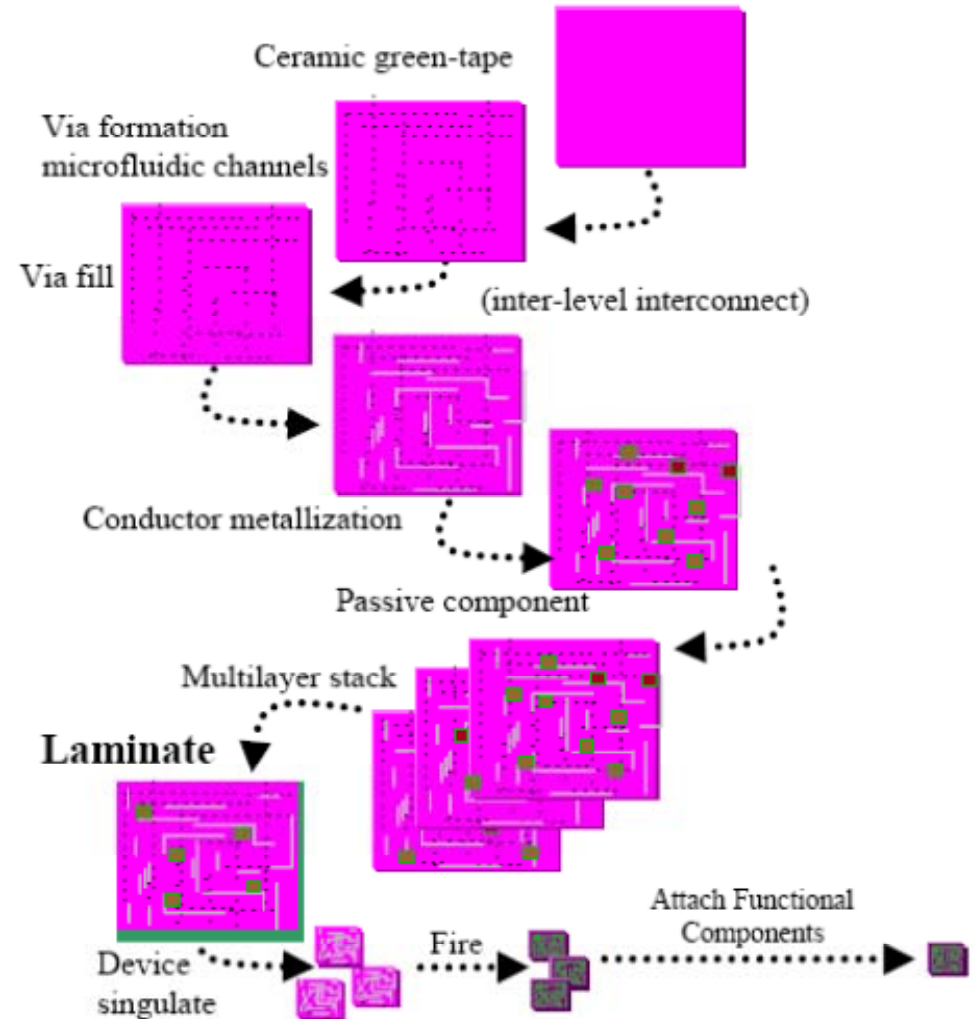 Ceramic green-tape
Via formation
microfluidic channels
Via fill
(inter-level interconnect)
Conductor metallization
Passive component
Multilayer stack
Laminate
Attach Functional
Components
Fire
Device
singulate